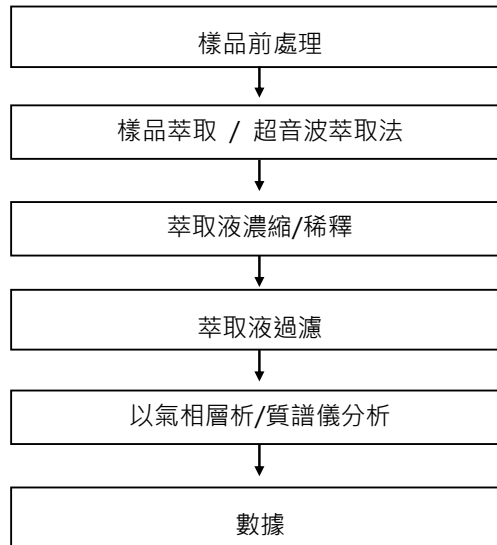 樣品前處理
樣品萃取 / 超音波萃取法
萃取液濃縮/稀釋
萃取液過濾
以氣相層析/質譜儀分析
數據